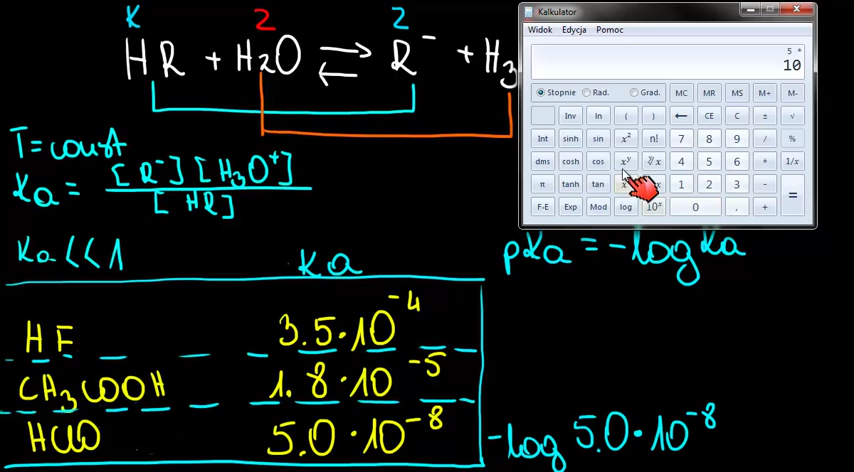 K 2 2
HR + H2O ⇌ R⁻ + H3
Kalkulator
Widok Edycja Pomoc
5 *
10
Stopnie Rad. Grad. MC MR MS M+ M-
Inv ln ( ) ← CE C ± √
Int sinh sin x² n! 7 8 9 / %
dms cosh cos xʸ ʸ√x 4 5 6 * 1/x
π tanh tan 1 2 3 - =
F-E Exp Mod log 10ˣ 0 , +
T = const
Ka = [R⁻][H3O⁺] / [HR]
Ka << 1
Ka
pKa = -log Ka
HF 3.5·10⁻⁴
CH3COOH 1.8·10⁻⁵
HClO 5.0·10⁻⁸
-log 5.0·10⁻⁸